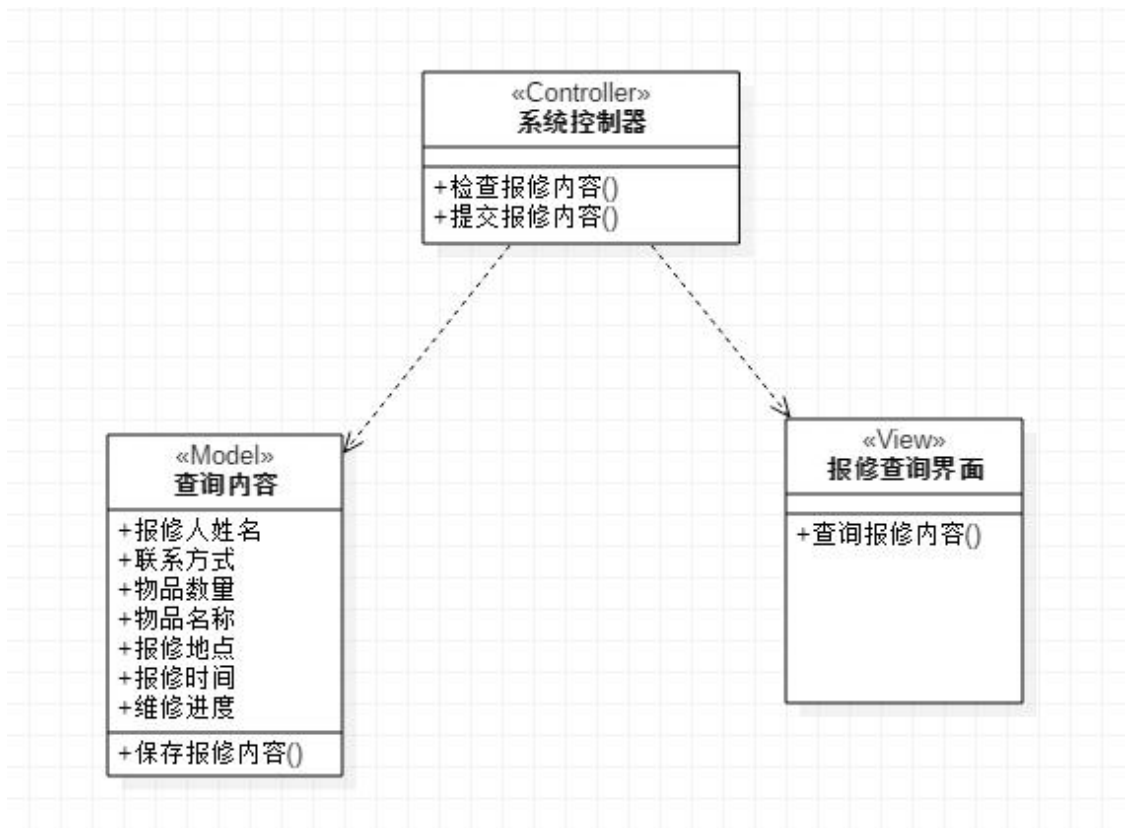 «Controller»
系统控制器
+检查报修内容()
+提交报修内容()
«Model»
查询内容
+报修人姓名
+联系方式
+物品数量
+物品名称
+报修地点
+报修时间
+维修进度
+保存报修内容()
«View»
报修查询界面
+查询报修内容()